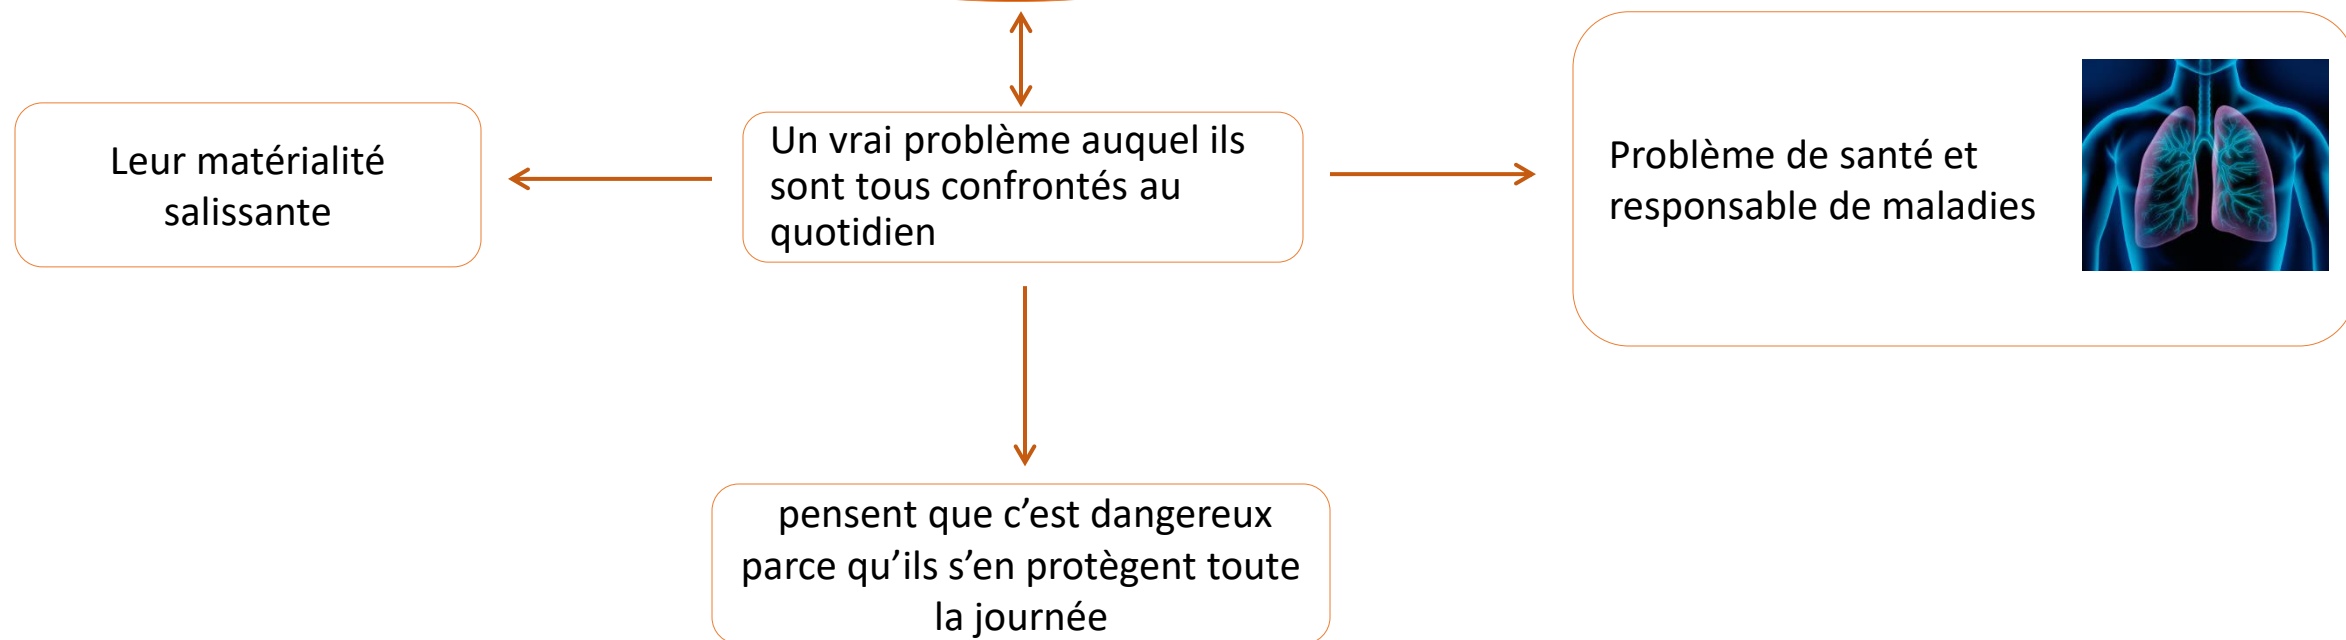 Leur matérialité
salissante
Un vrai problème auquel ils
sont tous confrontés au
quotidien
Problème de santé et
responsable de maladies
pensent que c’est dangereux
parce qu’ils s’en protègent toute
la journée